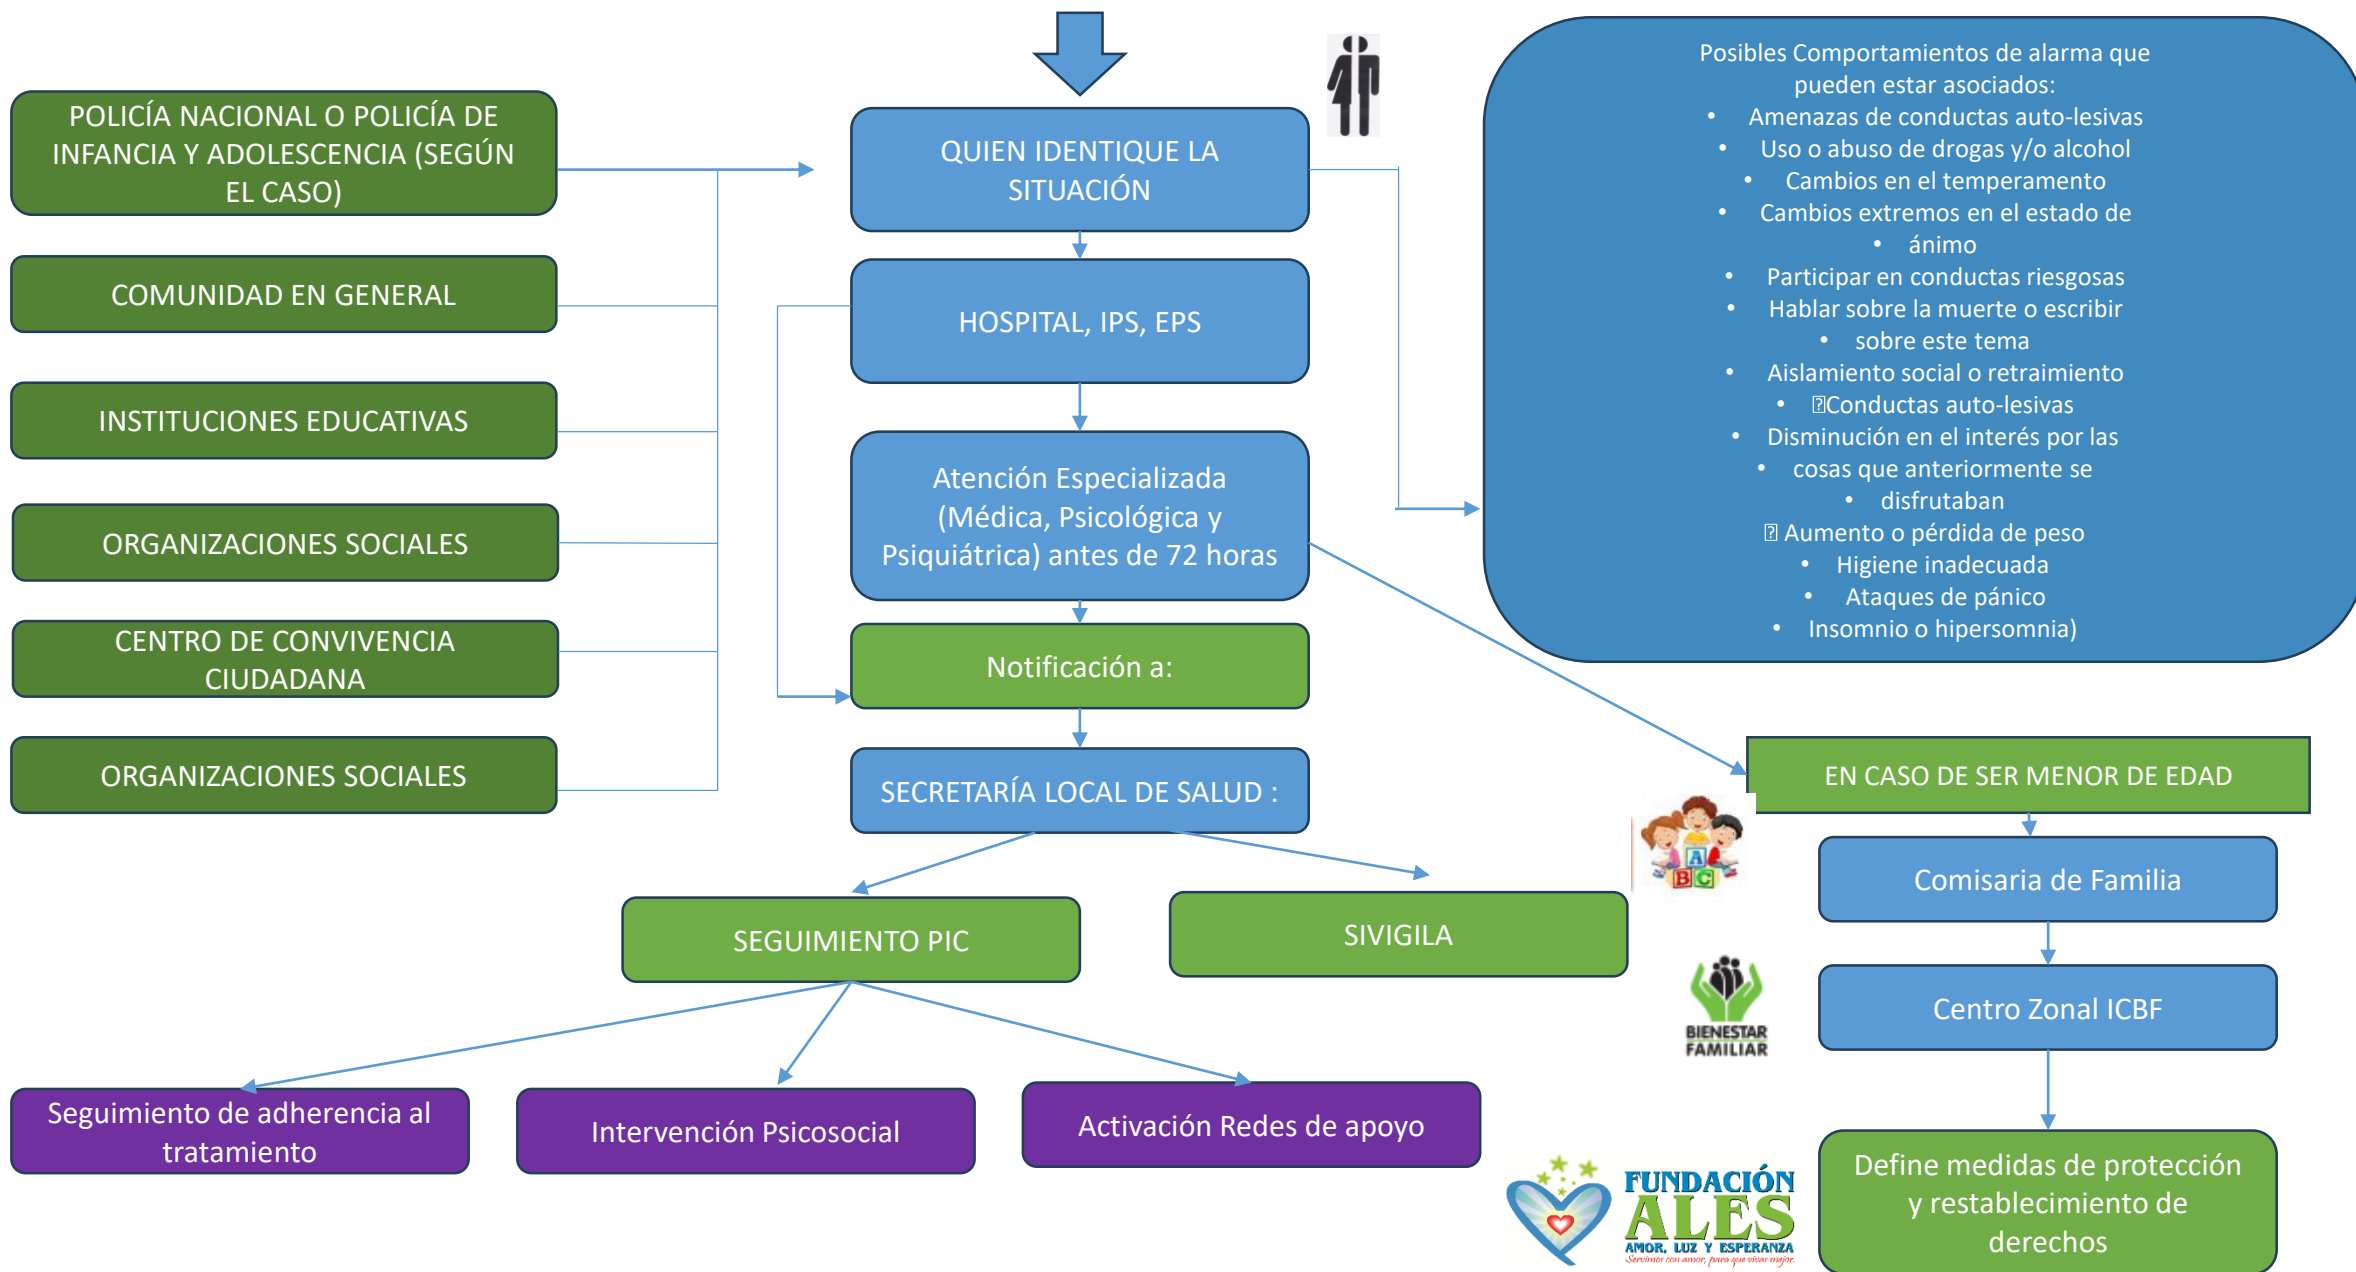 POLICÍA NACIONAL O POLICÍA DE
INFANCIA Y ADOLESCENCIA (SEGÚN
EL CASO)
COMUNIDAD EN GENERAL
INSTITUCIONES EDUCATIVAS
ORGANIZACIONES SOCIALES
CENTRO DE CONVIVENCIA
CIUDADANA
ORGANIZACIONES SOCIALES
QUIEN IDENTIQUE LA
SITUACIÓN
HOSPITAL, IPS, EPS
Atención Especializada
(Médica, Psicológica y
Psiquiátrica) antes de 72 horas
Notificación a:
SECRETARÍA LOCAL DE SALUD :
SEGUIMIENTO PIC
SIVIGILA
Seguimiento de adherencia al
tratamiento
Intervención Psicosocial
Activación Redes de apoyo
Posibles Comportamientos de alarma que
pueden estar asociados:
• Amenazas de conductas auto-lesivas
• Uso o abuso de drogas y/o alcohol
• Cambios en el temperamento
• Cambios extremos en el estado de
• ánimo
• Participar en conductas riesgosas
• Hablar sobre la muerte o escribir
• sobre este tema
• Aislamiento social o retraimiento
• Conductas auto-lesivas
• Disminución en el interés por las
• cosas que anteriormente se
• disfrutaban
Aumento o pérdida de peso
• Higiene inadecuada
• Ataques de pánico
• Insomnio o hipersomnia)
EN CASO DE SER MENOR DE EDAD
Comisaria de Familia
Centro Zonal ICBF
Define medidas de protección
y restablecimiento de
derechos
A
B C
BIENESTAR
FAMILIAR
FUNDACIÓN
ALES
AMOR, LUZ Y ESPERANZA
Servimos con amor, para que vivas mejor.